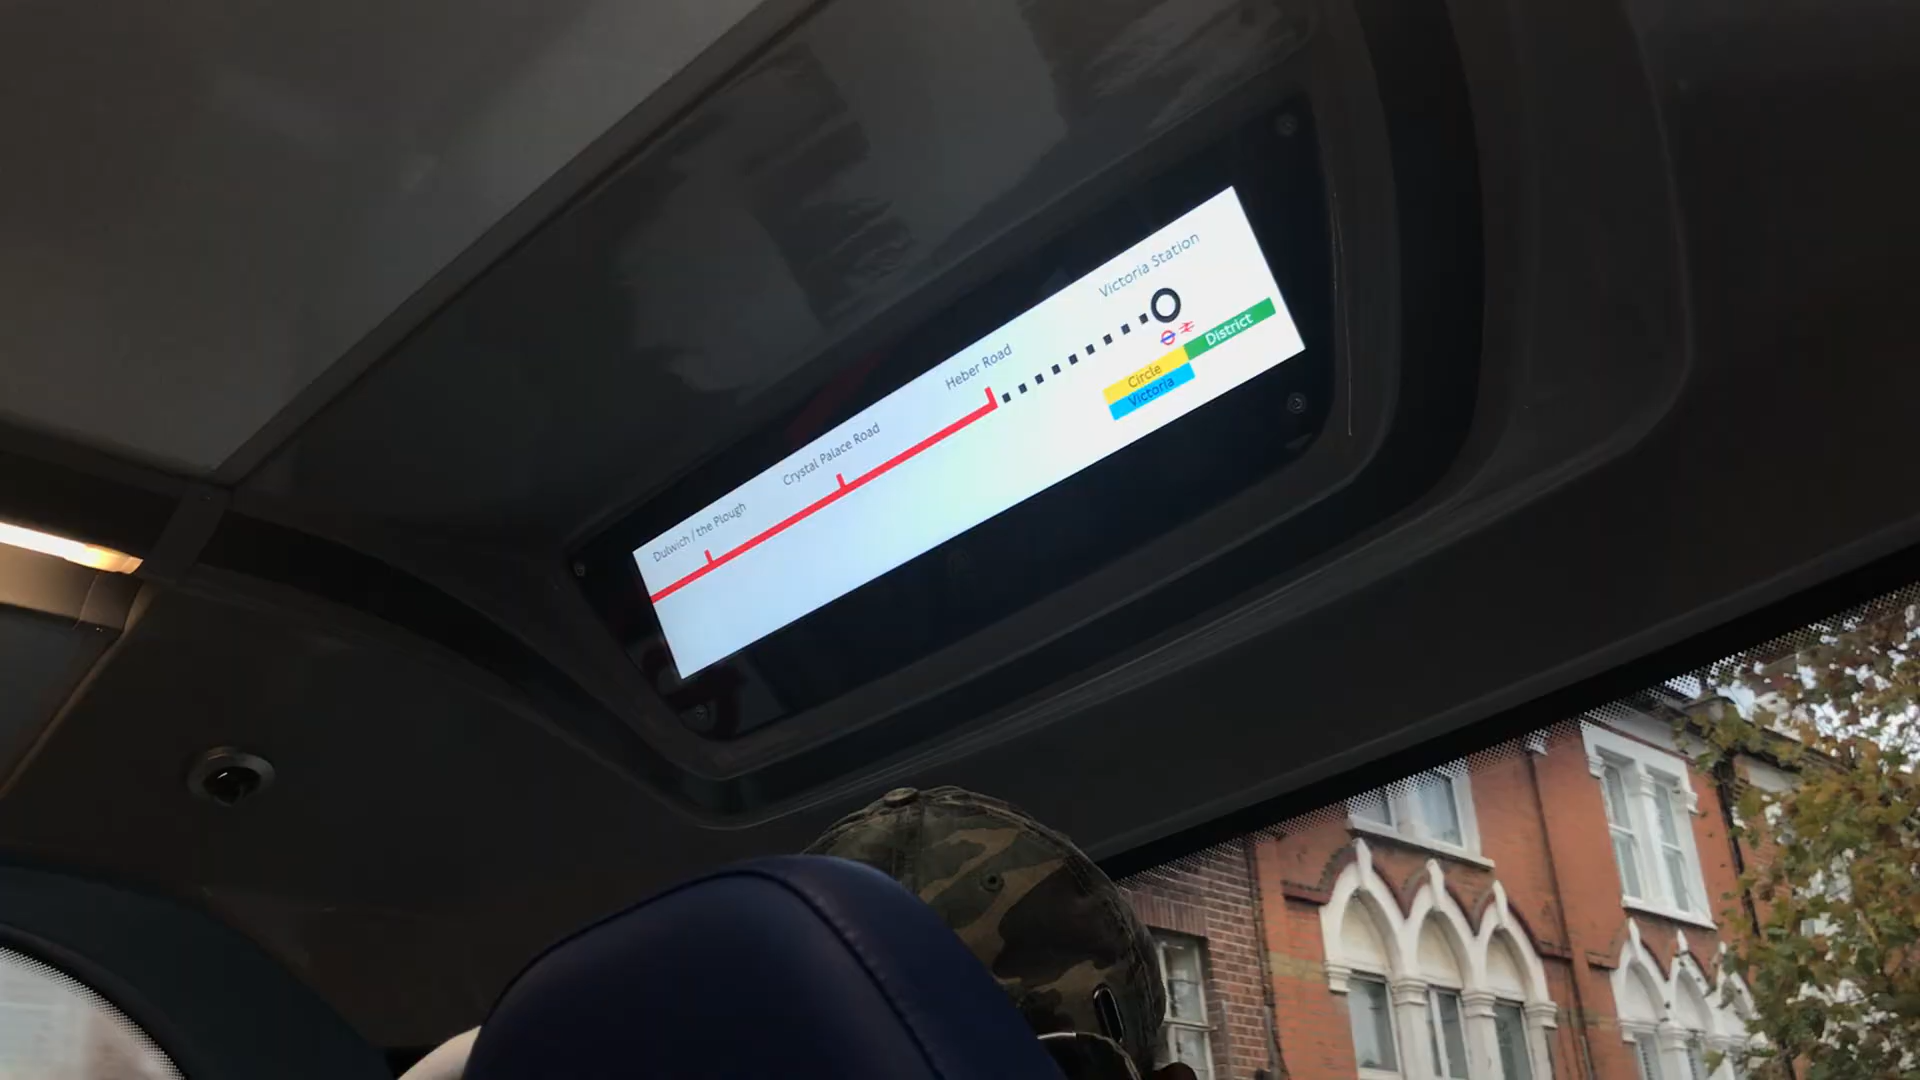 Dulwich / the Plough
Crystal Palace Road
Heber Road
Victoria Station
District
Circle
Victoria